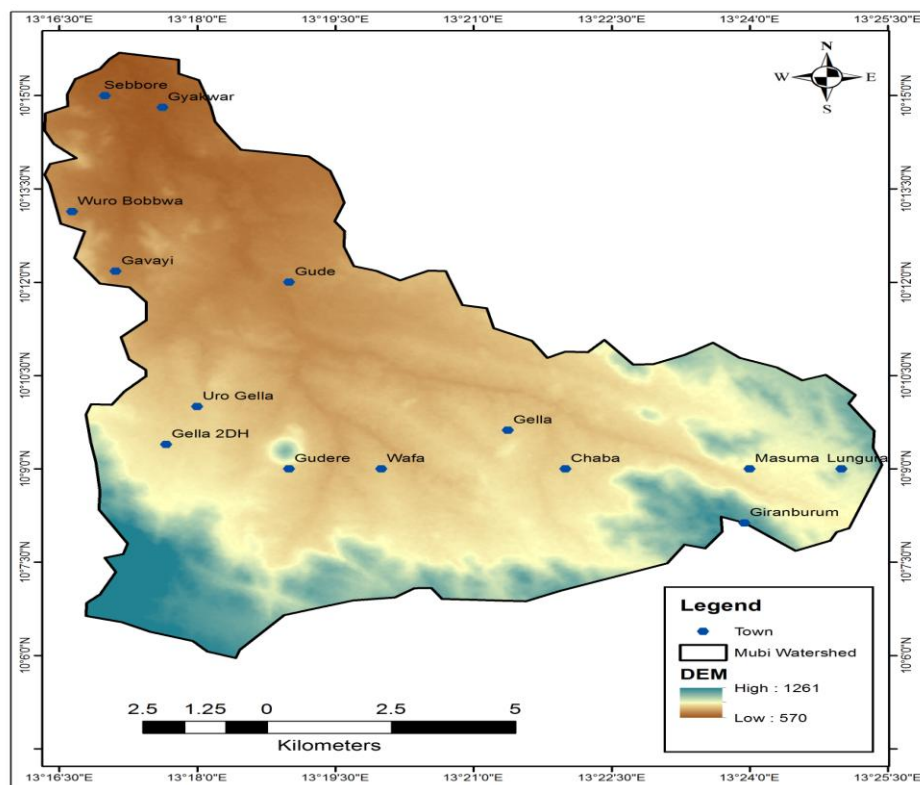 13°16'30"E 13°18'0"E 13°19'30"E 13°21'0"E 13°22'30"E 13°24'0"E 13°25'30"E
N
W E
S
10°15'0"N 10°15'0"N
Sebbore
Gyakwar
10°13'30"N 10°13'30"N
Wuro Bobbwa
Gavayi
Gude
10°12'0"N 10°12'0"N
10°10'30"N 10°10'30"N
Uro Gella
Gella 2DH
Gella
Gudere Wafa Chaba Masuma Lungura
10°9'0"N 10°9'0"N
Giranburum
10°7'30"N 10°7'30"N
Legend
Town
Mubi Watershed
DEM
High : 1261
Low : 570
10°6'0"N 10°6'0"N
2.5 1.25 0 2.5 5
Kilometers
13°16'30"E 13°18'0"E 13°19'30"E 13°21'0"E 13°22'30"E 13°24'0"E 13°25'30"E